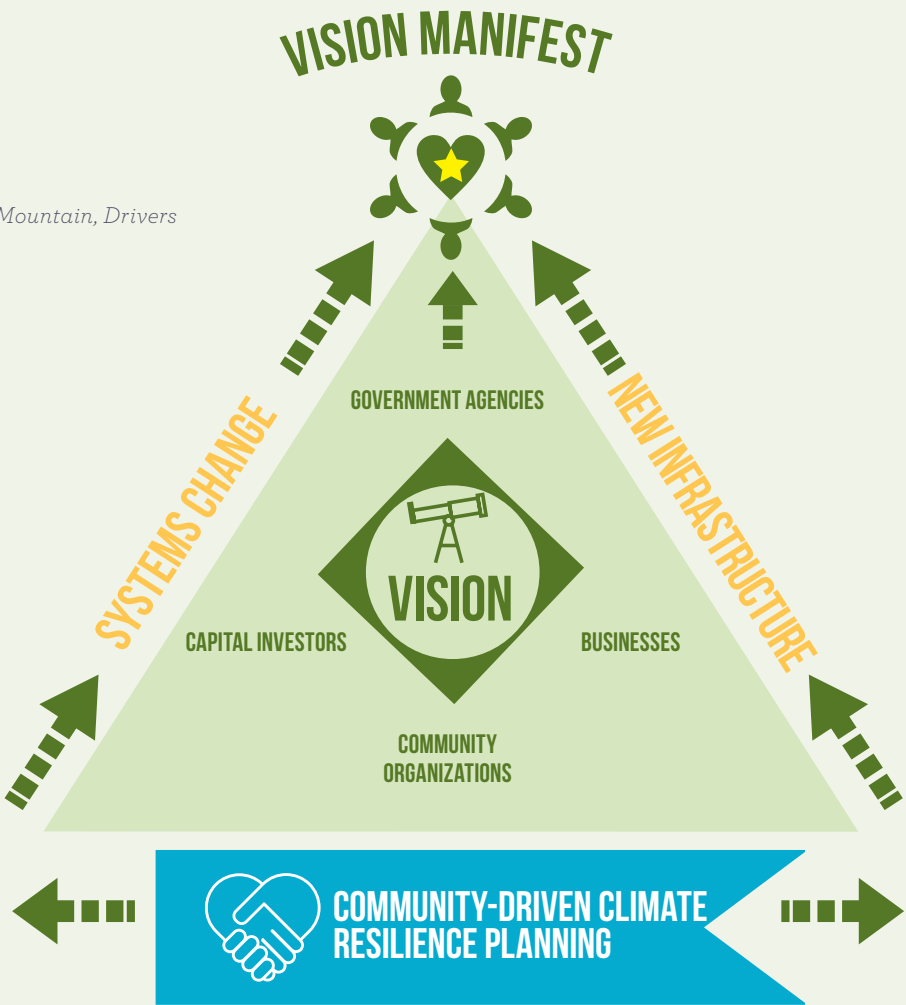 VISION MANIFEST
Mountain, Drivers
GOVERNMENT AGENCIES
SYSTEMS CHANGE
NEW INFRASTRUCTURE
VISION
CAPITAL INVESTORS
BUSINESSES
COMMUNITY
ORGANIZATIONS
COMMUNITY-DRIVEN CLIMATE
RESILIENCE PLANNING